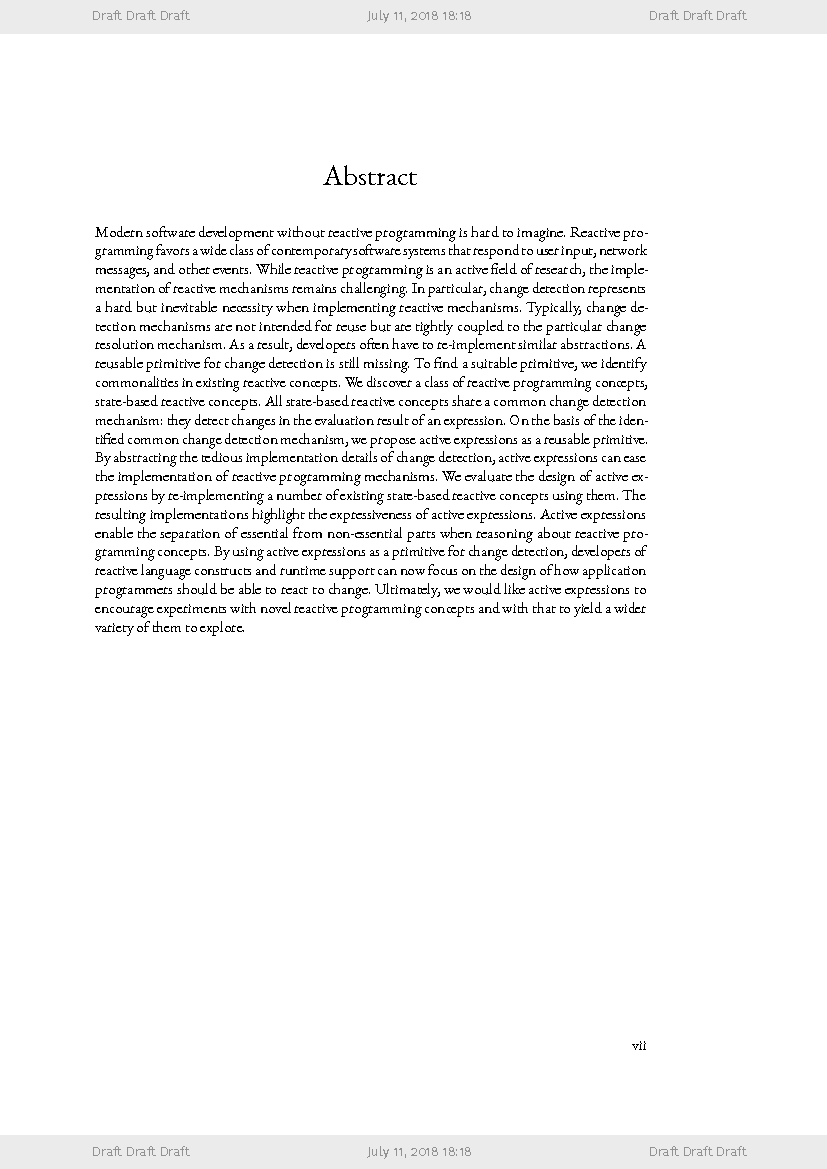 Draft Draft Draft July 11, 2018 18:18 Draft Draft Draft
Abstract
Modern software development without reactive programming is hard to imagine. Reactive pro-
gramming favors a wide class of contemporary software systems that respond to user input, network
messages, and other events. While reactive programming is an active field of research, the imple-
mentation of reactive mechanisms remains challenging. In particular, change detection represents
a hard but inevitable necessity when implementing reactive mechanisms. Typically, change de-
tection mechanisms are not intended for reuse but are tightly coupled to the particular change
resolution mechanism. As a result, developers often have to re-implement similar abstractions. A
reusable primitive for change detection is still missing. To find a suitable primitive, we identify
commonalities in existing reactive concepts. We discover a class of reactive programming concepts,
state-based reactive concepts. All state-based reactive concepts share a common change detection
mechanism: they detect changes in the evaluation result of an expression. On the basis of the iden-
tified common change detection mechanism, we propose active expressions as a reusable primitive.
By abstracting the tedious implementation details of change detection, active expressions can ease
the implementation of reactive programming mechanisms. We evaluate the design of active ex-
pressions by re-implementing a number of existing state-based reactive concepts using them. The
resulting implementations highlight the expressiveness of active expressions. Active expressions
enable the separation of essential from non-essential parts when reasoning about reactive pro-
gramming concepts. By using active expressions as a primitive for change detection, developers of
reactive language constructs and runtime support can now focus on the design of how application
programmers should be able to react to change. Ultimately, we would like active expressions to
encourage experiments with novel reactive programming concepts and with that to yield a wider
variety of them to explore.
vii
Draft Draft Draft July 11, 2018 18:18 Draft Draft Draft